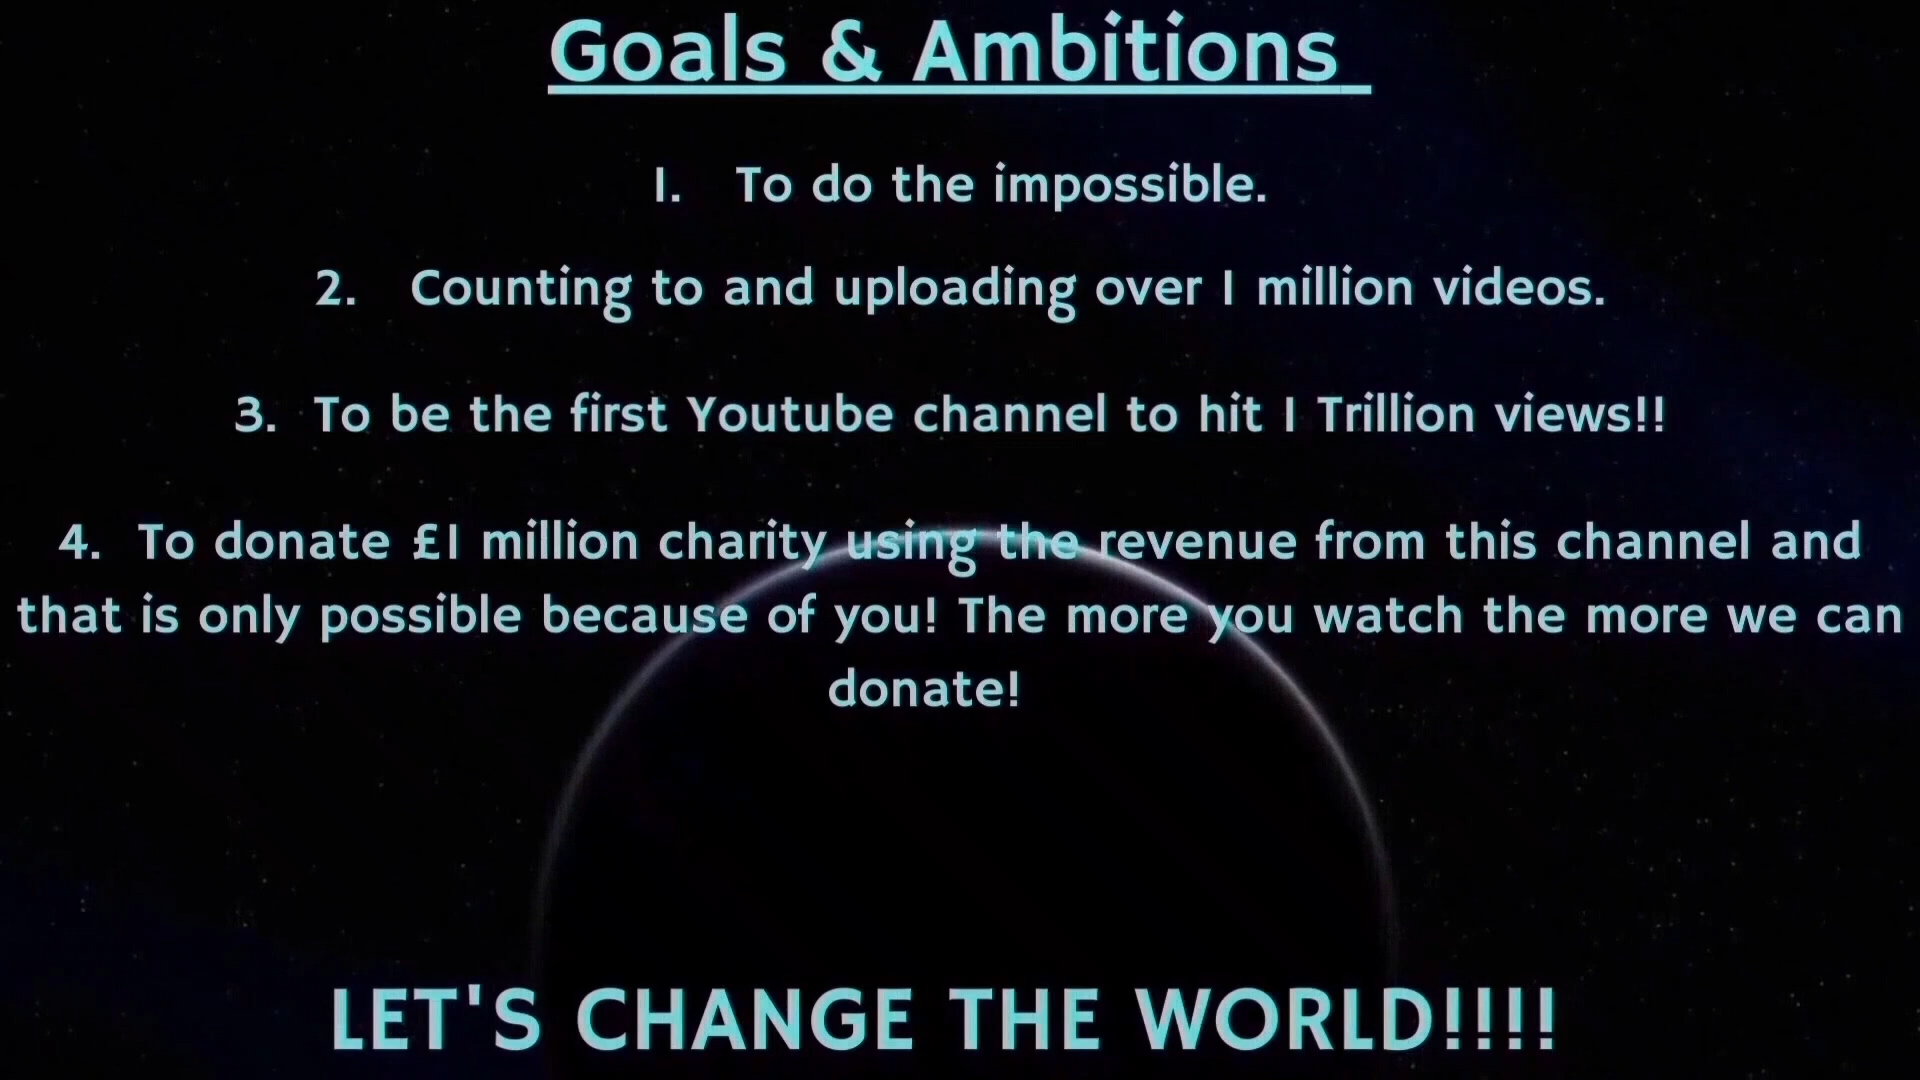 Goals & Ambitions
1. To do the impossible.
2. Counting to and uploading over 1 million videos.
3. To be the first Youtube channel to hit 1 Trillion views!!
4. To donate £1 million charity using the revenue from this channel and
that is only possible because of you! The more you watch the more we can
donate!
LET'S CHANGE THE WORLD!!!!